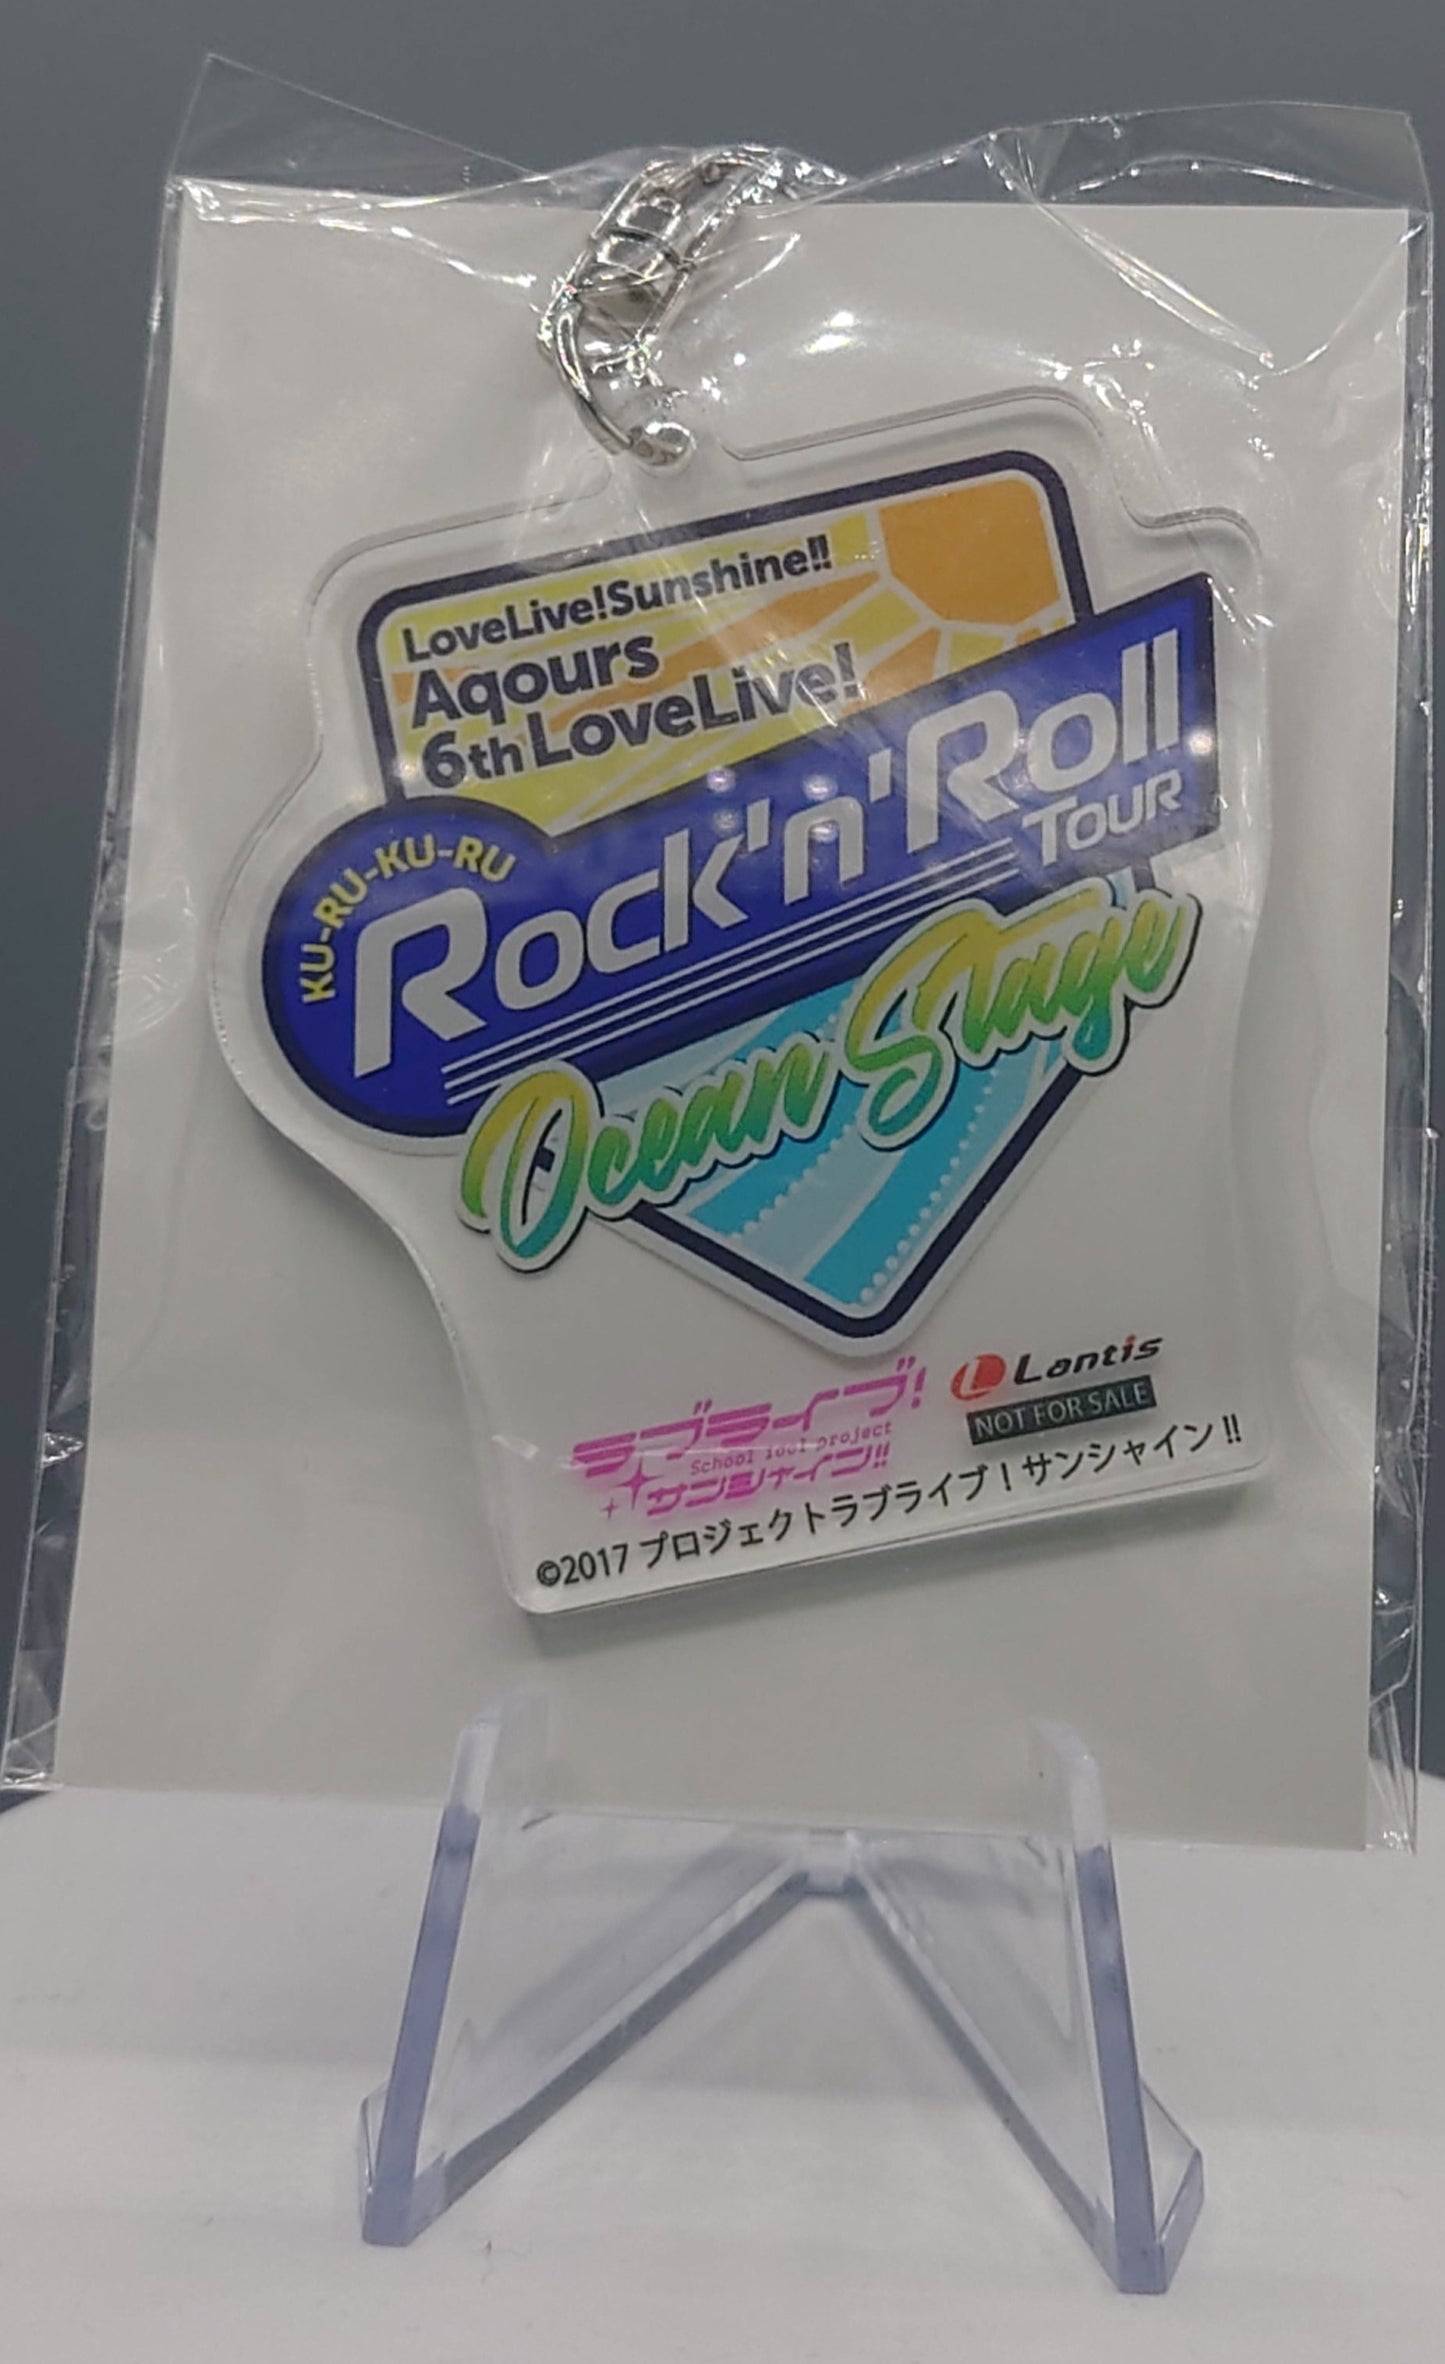 LoveLive!Sunshine!!
Aqours
6th LoveLive!
KU-RU-KU-RU
Rock'n'Roll
TOUR
Ocean Stage
ラブライブ!
School idol project
サンシャイン!!
Lantis
NOT FOR SALE
©2017 プロジェクトラブライブ！サンシャイン!!